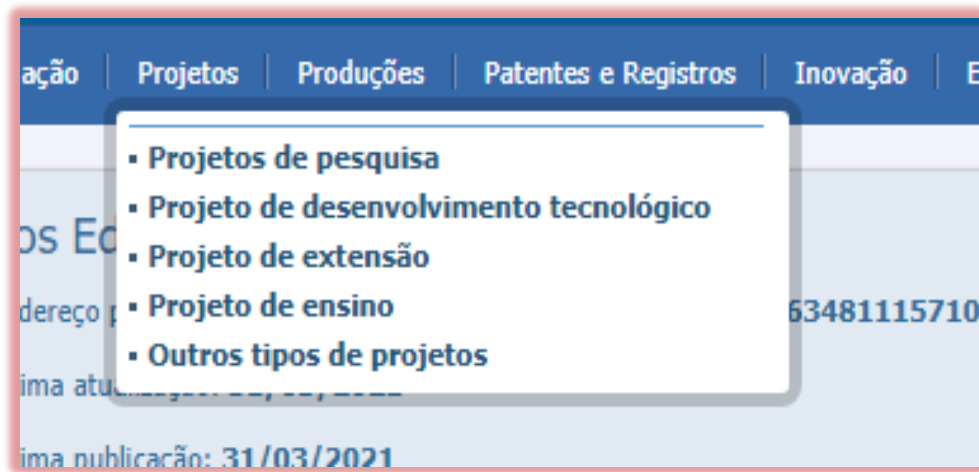 ação Projetos Produções Patentes e Registros Inovação E
Projetos de pesquisa
Projeto de desenvolvimento tecnológico
os Ed
Projeto de extensão
dereço p
Projeto de ensino
63481115710
Outros tipos de projetos
ima atu
ima publicação: 31/03/2021